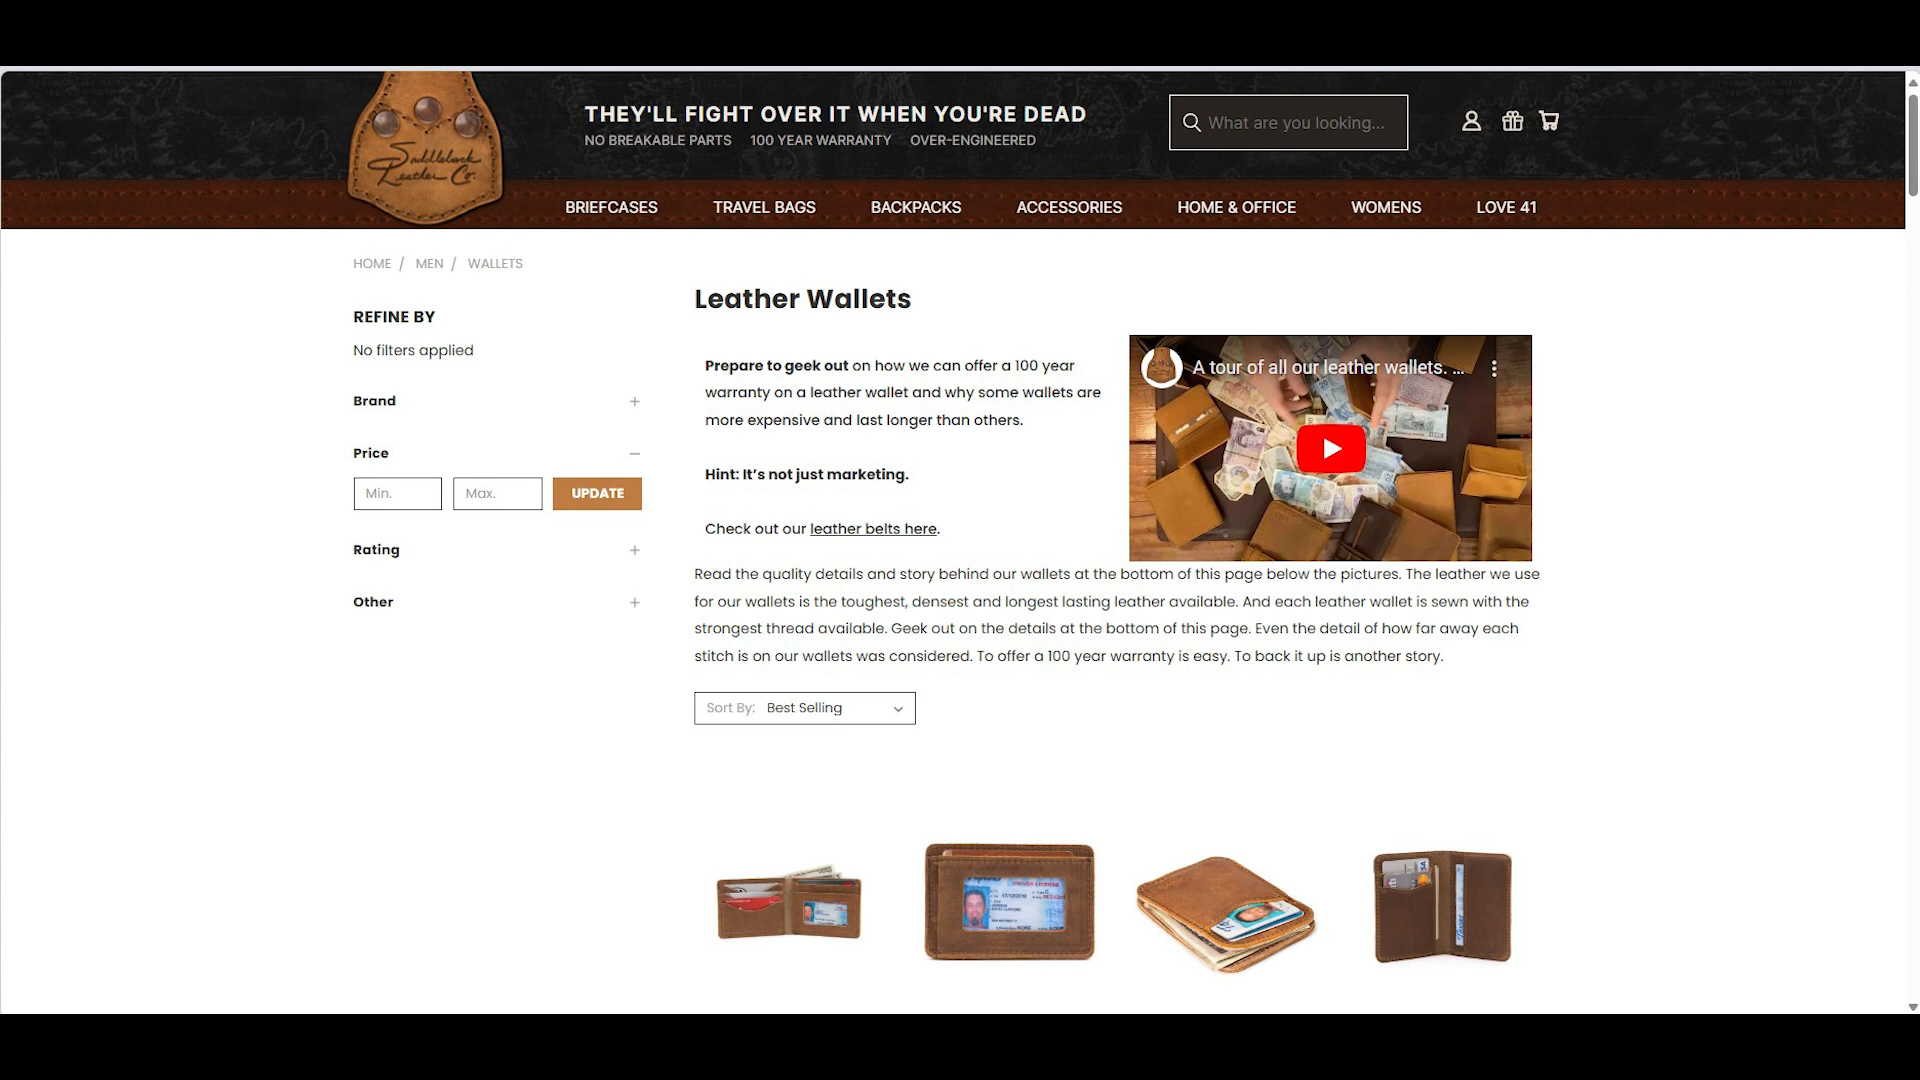 Saddleback
Leather Co.
THEY'LL FIGHT OVER IT WHEN YOU'RE DEAD
NO BREAKABLE PARTS 100 YEAR WARRANTY OVER-ENGINEERED
What are you looking...
BRIEFCASES TRAVEL BAGS BACKPACKS ACCESSORIES HOME & OFFICE WOMENS LOVE 41
HOME / MEN / WALLETS
REFINE BY
No filters applied
Brand
Price
Min. Max. UPDATE
Rating
Other
Leather Wallets
Prepare to geek out on how we can offer a 100 year
warranty on a leather wallet and why some wallets are
more expensive and last longer than others.
Hint: It’s not just marketing.
Check out our leather belts here.
A tour of all our leather wallets. ...
Read the quality details and story behind our wallets at the bottom of this page below the pictures. The leather we use
for our wallets is the toughest, densest and longest lasting leather available. And each leather wallet is sewn with the
strongest thread available. Geek out on the details at the bottom of this page. Even the detail of how far away each
stitch is on our wallets was considered. To offer a 100 year warranty is easy. To back it up is another story.
Sort By: Best Selling
DRIVER LICENSE